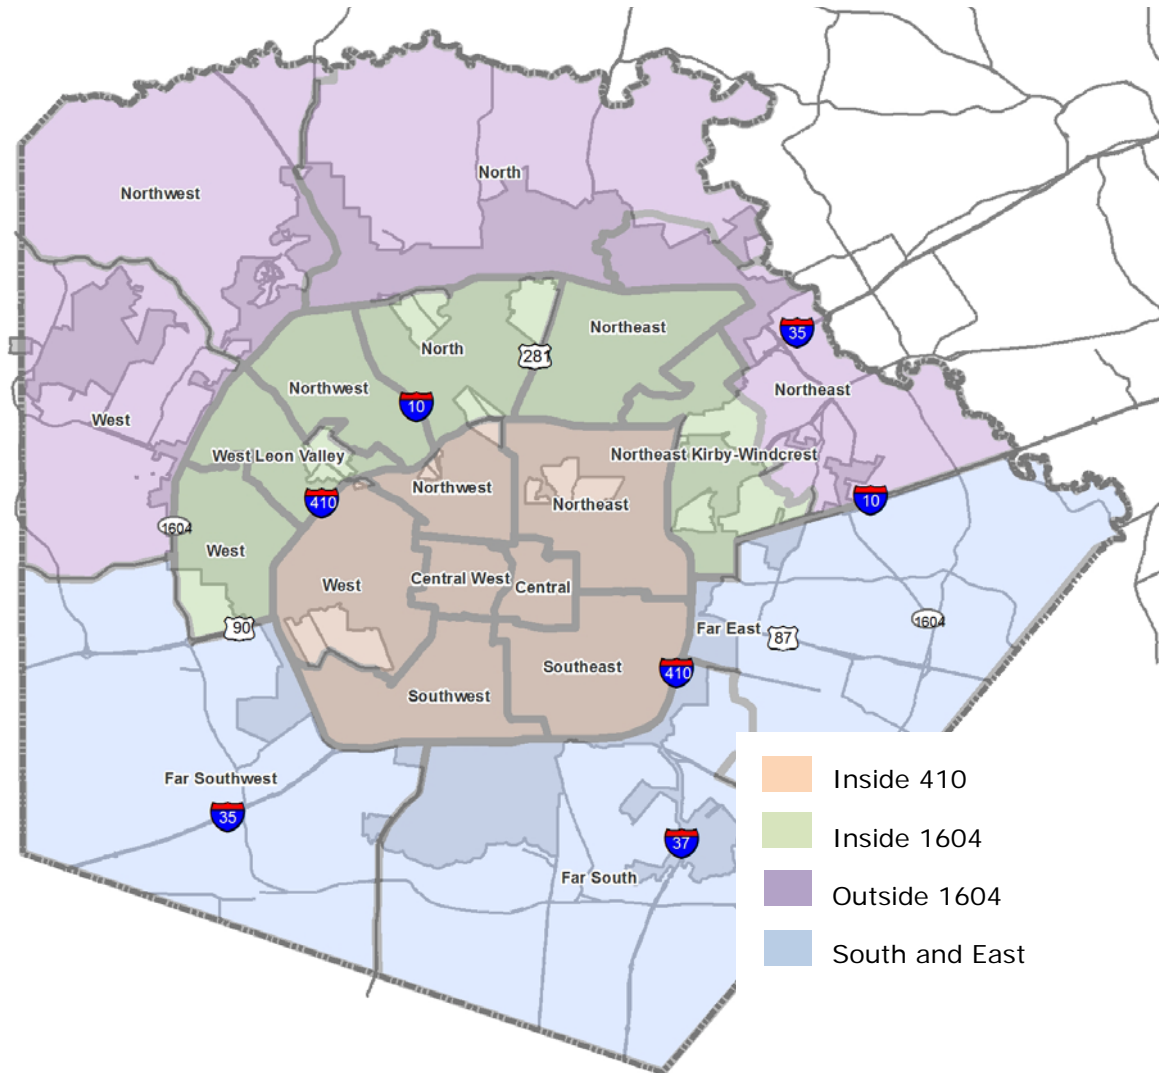 North
Northwest
Northeast
35
North
281
Northwest
Northeast
10
West
West Leon Valley
Northeast Kirby-Windcrest
Northwest
410
Northeast
10
1604
West
West
Central West
Central
1604
90
Far East
87
Southeast
410
Southwest
Far Southwest
35
37
Far South
Inside 410
Inside 1604
Outside 1604
South and East